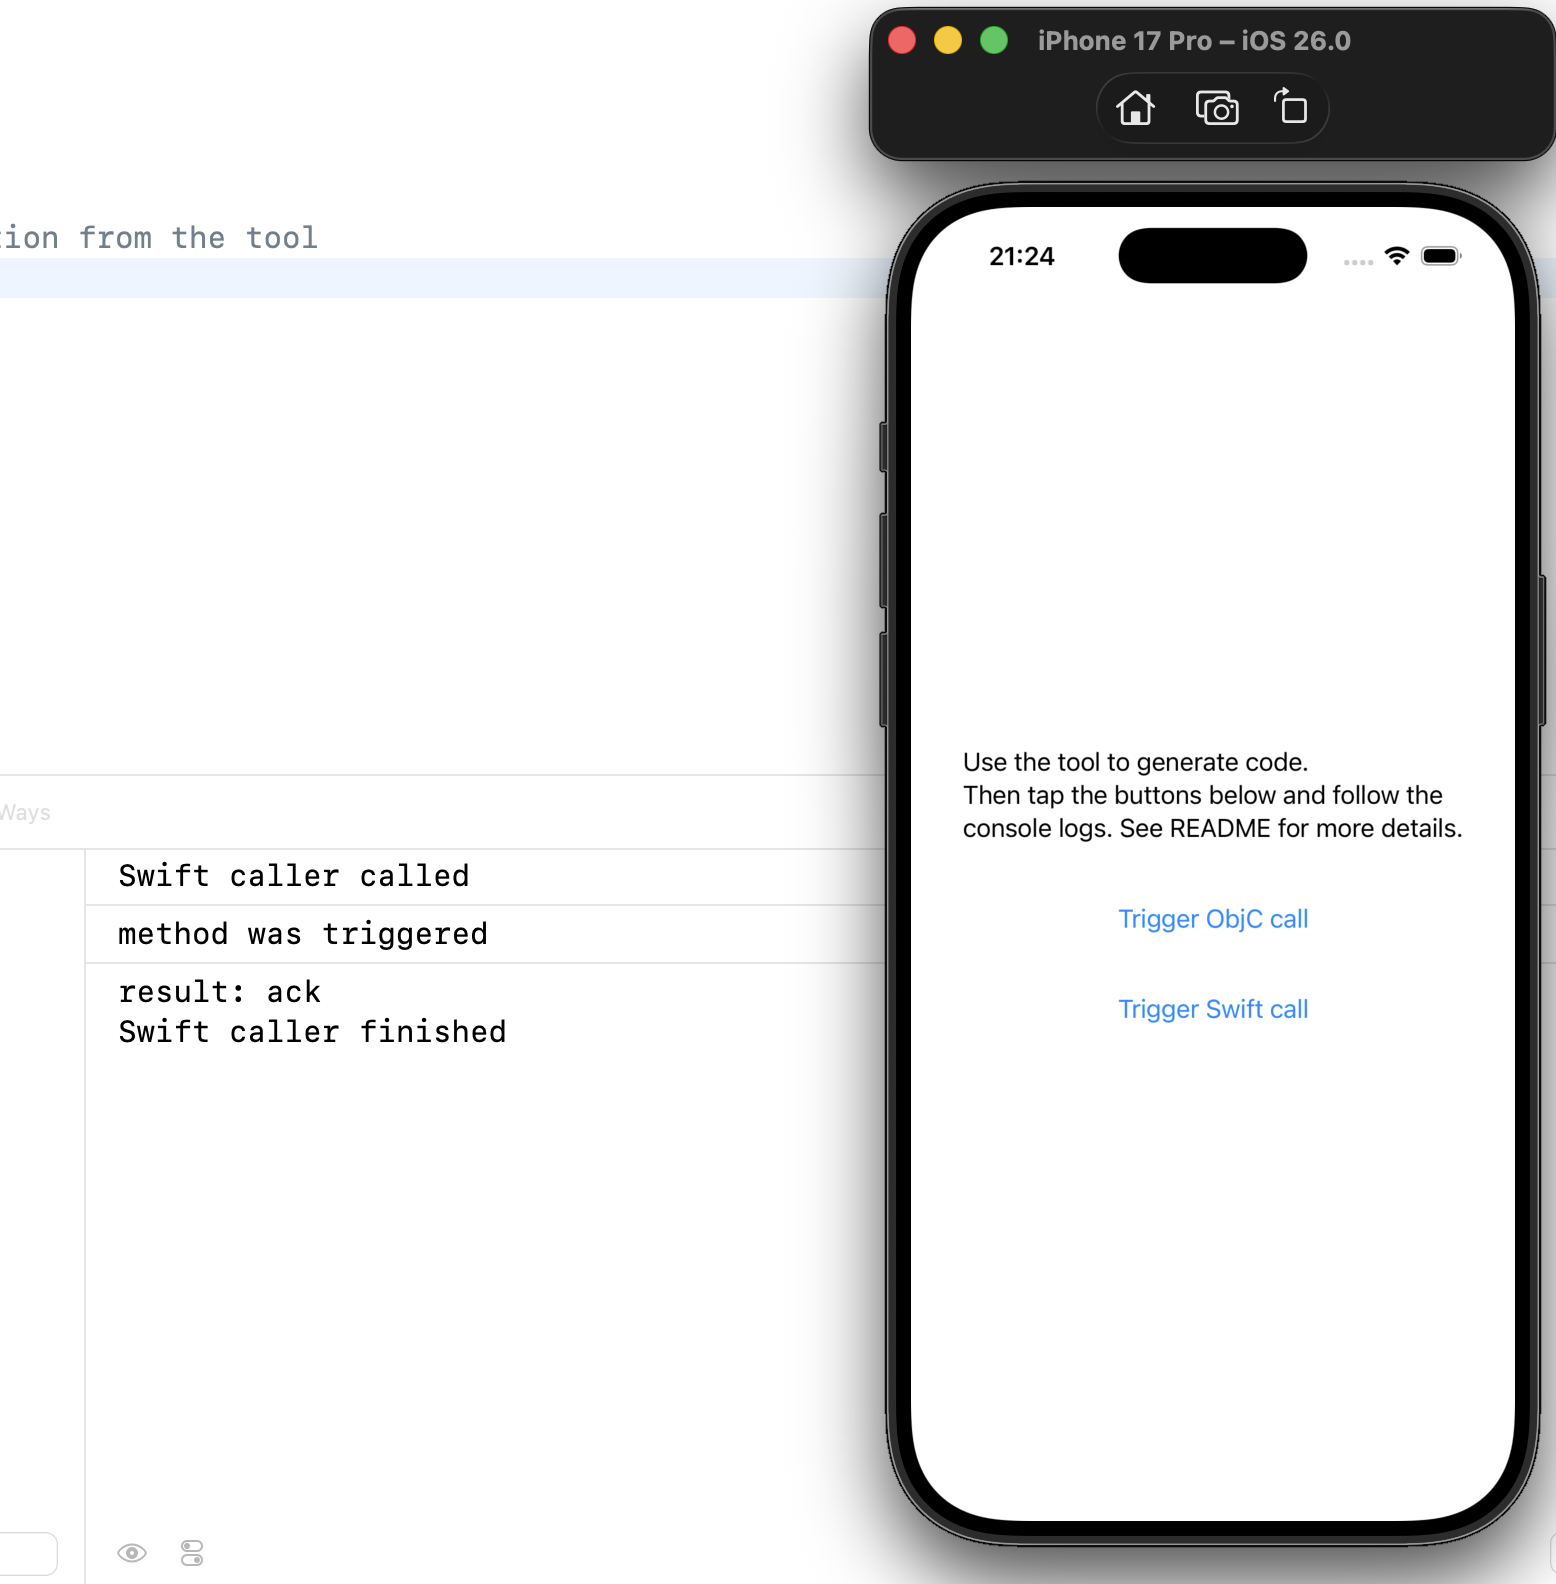 iPhone 17 Pro – iOS 26.0
from the tool
21:24
Use the tool to generate code.
Then tap the buttons below and follow the
console logs. See README for more details.
Trigger ObjC call
Trigger Swift call
Ways
Swift caller called
method was triggered
result: ack
Swift caller finished